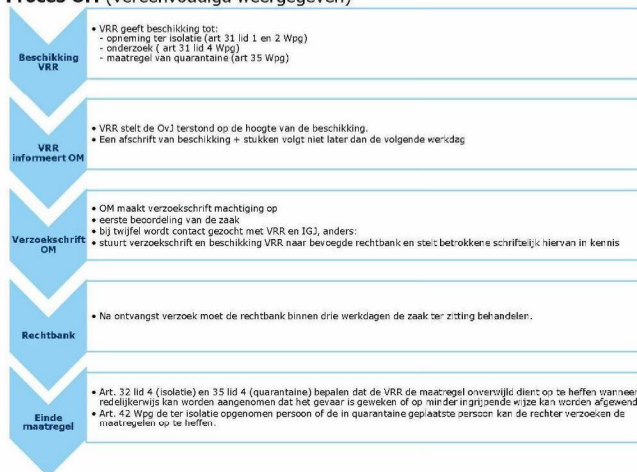 Proces OM (vereenvoudigd weergegeven)
Beschikking
VRR
• VRR geeft beschikking tot:
- opneming ter isolatie (art 31 lid 1 en 2 Wpg)
- onderzoek ( art 31 lid 4 Wpg)
- maatregel van quarantaine (art 35 Wpg)
VRR
informeert OM
• VRR stelt de OvJ terstond op de hoogte van de beschikking.
• Een afschrift van beschikking + stukken volgt niet later dan de volgende werkdag
Verzoekschrift
OM
• OM maakt verzoekschrift machtiging op
• eerste beoordeling van de zaak
• bij twijfel wordt contact gezocht met VRR en IGJ, anders:
• stuurt verzoekschrift en beschikking VRR naar bevoegde rechtbank en stelt betrokkene schriftelijk hiervan in kennis
Rechtbank
• Na ontvangst verzoek moet de rechtbank binnen drie werkdagen de zaak ter zitting behandelen.
Einde
maatregel
• Art. 32 lid 4 (isolatie) en 35 lid 4 (quarantaine) bepalen dat de VRR de maatregel onverwijld dient op te heffen wanneer
redelijkerwijs kan worden aangenomen dat het gevaar is geweken of op minder ingrijpende wijze kan worden afgewend
• Art. 42 Wpg de ter isolatie opgenomen persoon of de in quarantaine geplaatste persoon kan de rechter verzoeken de
maatregelen op te heffen.